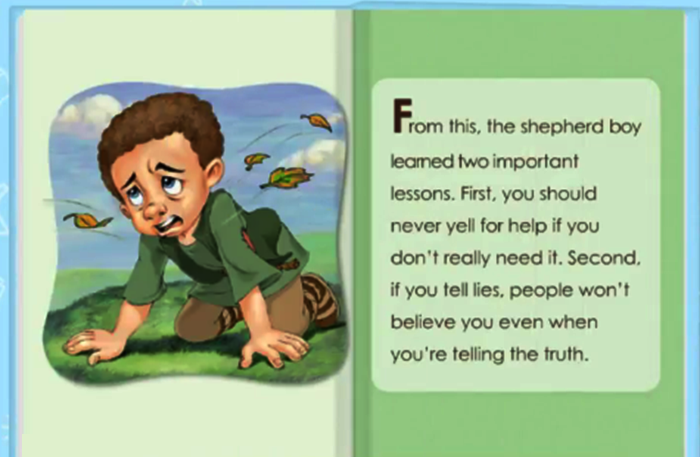 From this, the shepherd boy
learned two important
lessons. First, you should
never yell for help if you
don't really need it. Second,
if you tell lies, people won't
believe you even when
you're telling the truth.